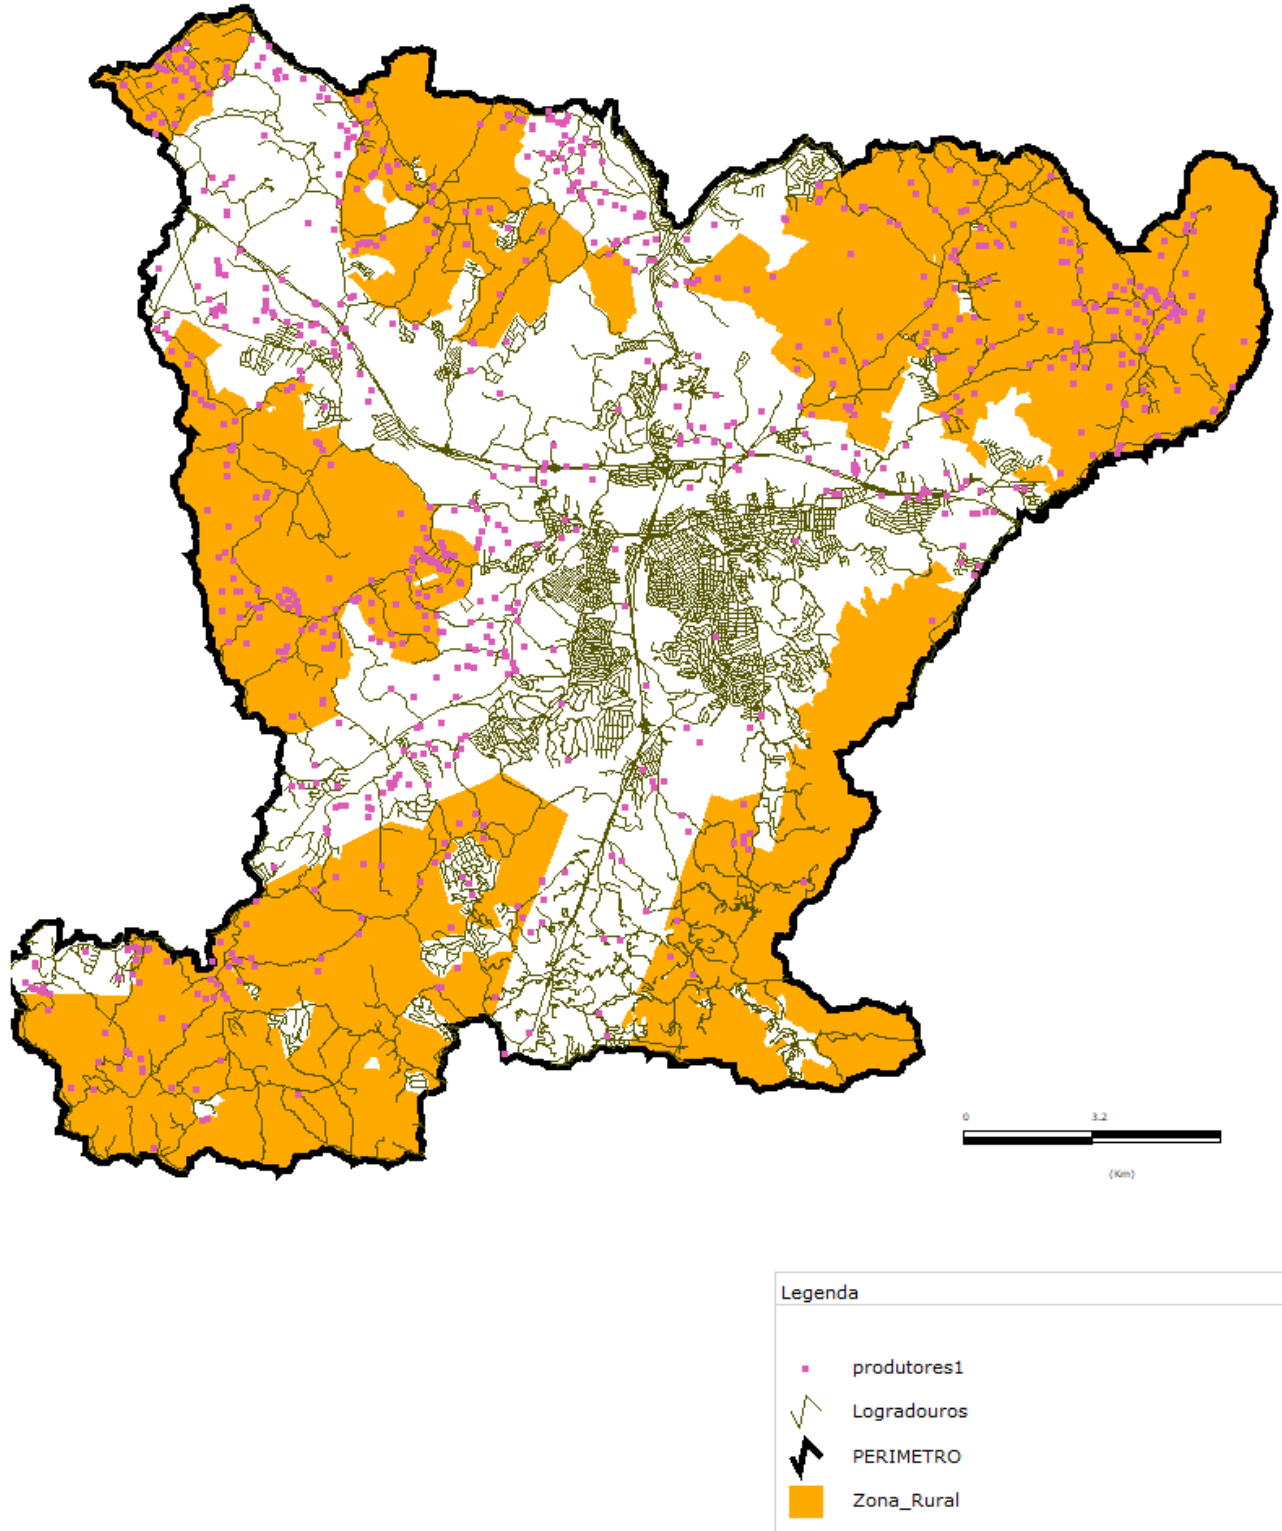 0 3.2
(Km)
Legenda
produtores1
Logradouros
PERIMETRO
Zona_Rural